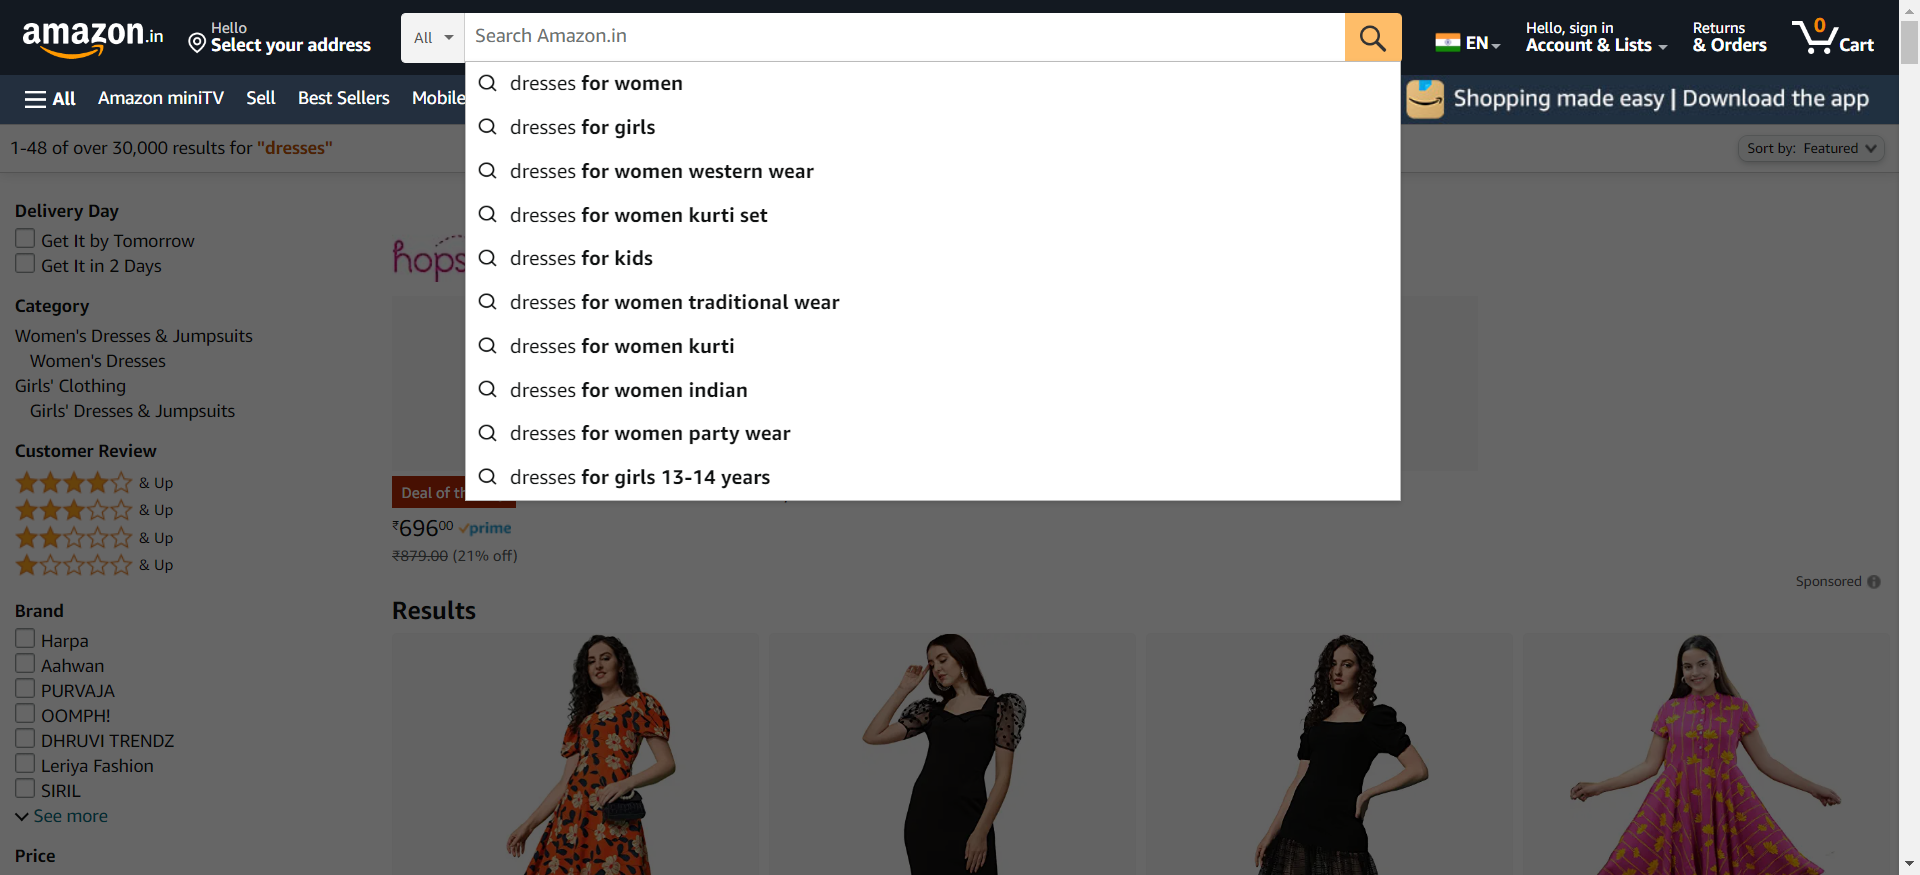 amazon.in
Hello
Select your address
All
Search Amazon.in
EN
Hello, sign in
Account & Lists
Returns
& Orders
0
Cart
All
Amazon miniTV
Sell
Best Sellers
Mobile
Shopping made easy | Download the app
1-48 of over 30,000 results for "dresses"
Sort by: Featured
dresses for women
dresses for girls
dresses for women western wear
dresses for women kurti set
dresses for kids
dresses for women traditional wear
dresses for women kurti
dresses for women indian
dresses for women party wear
dresses for girls 13-14 years
Delivery Day
Get It by Tomorrow
Get It in 2 Days
Category
Women's Dresses & Jumpsuits
Women's Dresses
Girls' Clothing
Girls' Dresses & Jumpsuits
Customer Review
& Up
& Up
& Up
& Up
Brand
Harpa
Aahwan
PURVAJA
OOMPH!
DHRUVI TRENDZ
Leriya Fashion
SIRIL
See more
Price
hops
Deal of th
₹69600 prime
₹879.00 (21% off)
Sponsored
Results